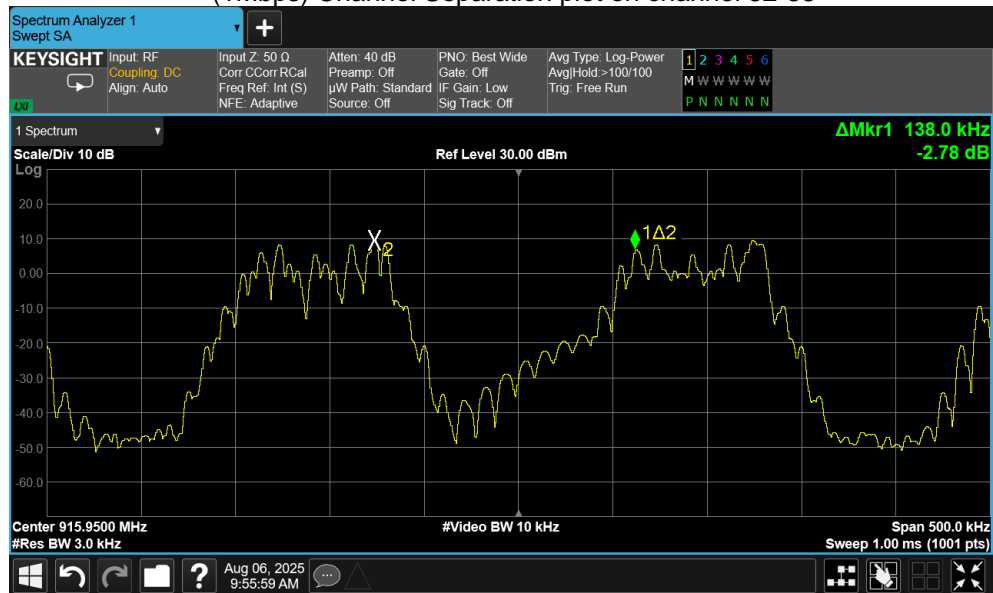 Spectrum Analyzer 1
Swept SA
KEYSIGHT
LXI
Input: RF
Coupling: DC
Align: Auto
Input Z: 50 Ω
Corr CCorr RCal
Freq Ref: Int (S)
NFE: Adaptive
Atten: 40 dB
Preamp: Off
µW Path: Standard
Source: Off
PNO: Best Wide
Gate: Off
IF Gain: Low
Sig Track: Off
Avg Type: Log-Power
Avg|Hold:>100/100
Trig: Free Run
1 2 3 4 5 6
M W W W W W
P N N N N N
1 Spectrum
ΔMkr1 138.0 kHz
-2.78 dB
Scale/Div 10 dB
Ref Level 30.00 dBm
Log
20.0
10.0
0.00
-10.0
-20.0
-30.0
-40.0
-50.0
-60.0
X2
1Δ2
Center 915.9500 MHz
#Video BW 10 kHz
Span 500.0 kHz
#Res BW 3.0 kHz
Sweep 1.00 ms (1001 pts)
Aug 06, 2025
9:55:59 AM